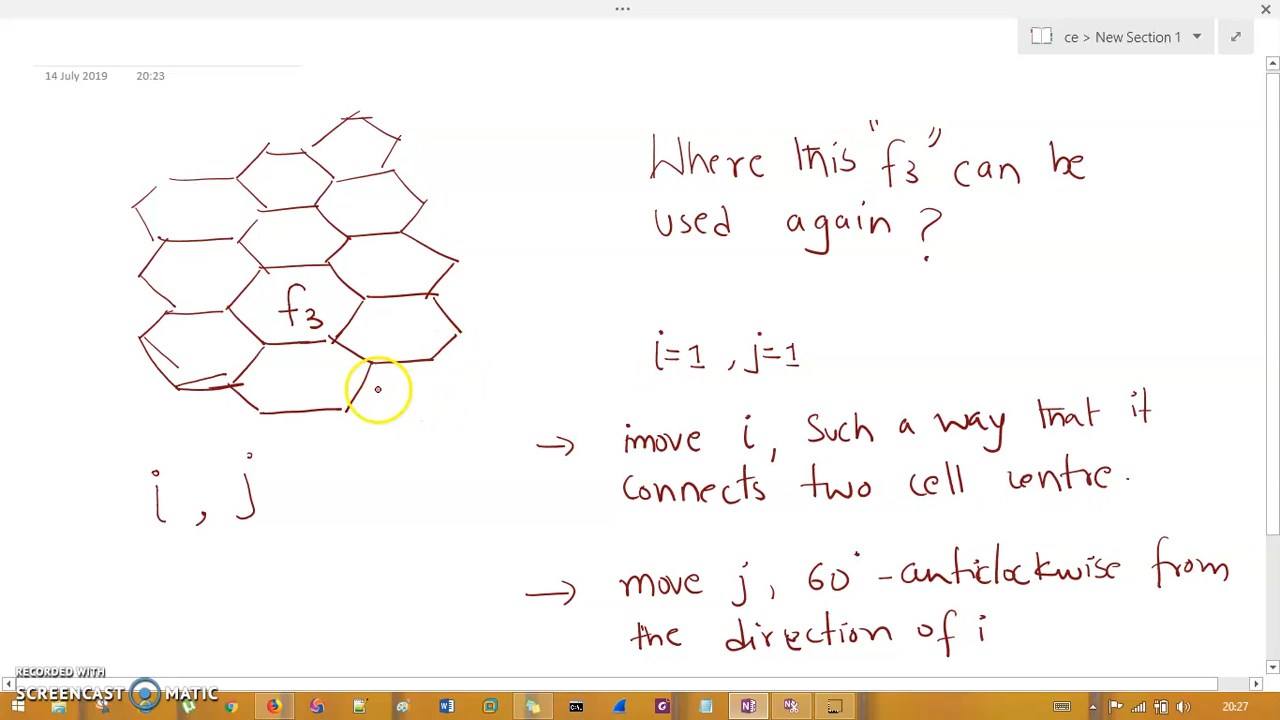 ce > New Section 1
14 July 2019 20:23
Where this "f3" can be
used again?
f3
i=1, j=1
→ move i, Such a way that it
connects two cell centre.
i, j
→ move j, 60° - anticlockwise from
the direction of i
RECORDED WITH
SCREENCAST MATIC
20:27